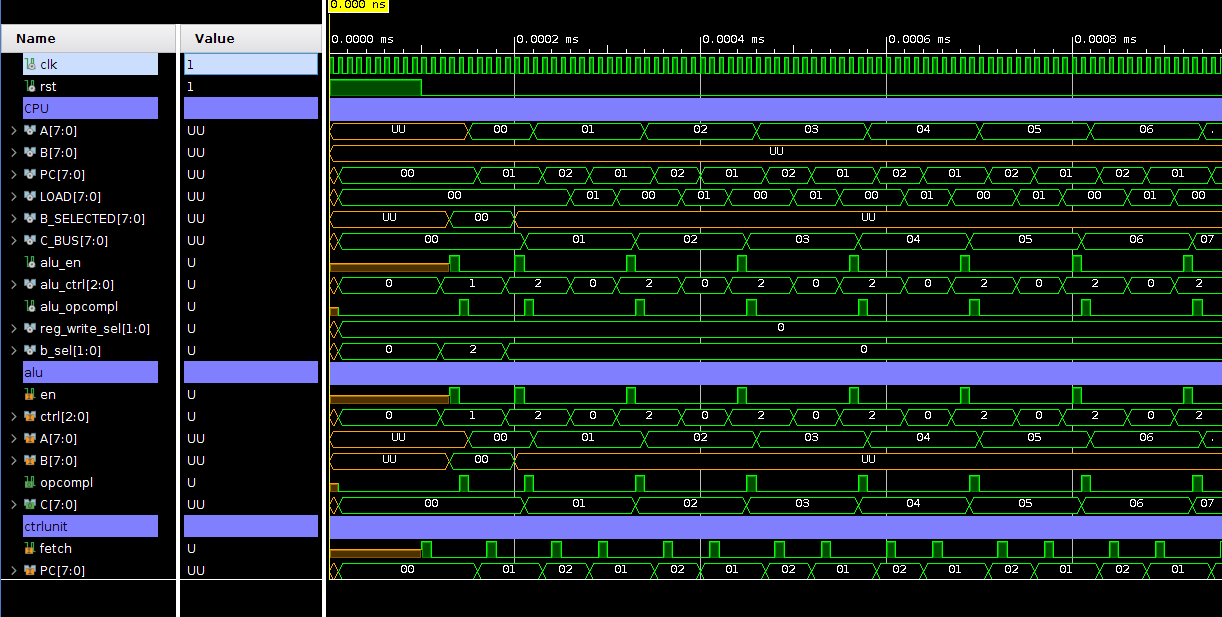 0.000 ns
Name Value
0.0000 ms 0.0002 ms 0.0004 ms 0.0006 ms 0.0008 ms
clk 1
rst 1
CPU
A[7:0] UU UU 00 01 02 03 04 05 06 .
B[7:0] UU UU
PC[7:0] UU 00 01 02 01 02 01 02 01 02 01 02 01 02 01 02 01
LOAD[7:0] UU 00 01 00 01 00 01 00 01 00 01 00 01 00
B_SELECTED[7:0] UU UU 00 UU
C_BUS[7:0] UU 00 01 02 03 04 05 06 07
alu_en U
alu_ctrl[2:0] U 0 1 2 0 2 0 2 0 2 0 2 0 2 0 2
alu_opcompl U
reg_write_sel[1:0] U 0
b_sel[1:0] U 0 2 0
alu
en U
ctrl[2:0] U 0 1 2 0 2 0 2 0 2 0 2 0 2 0 2
A[7:0] UU UU 00 01 02 03 04 05 06 .
B[7:0] UU UU 00 UU
opcompl U
C[7:0] UU 00 01 02 03 04 05 06 07
ctrlunit
fetch U
PC[7:0] UU 00 01 02 01 02 01 02 01 02 01 02 01 02 01 02 01